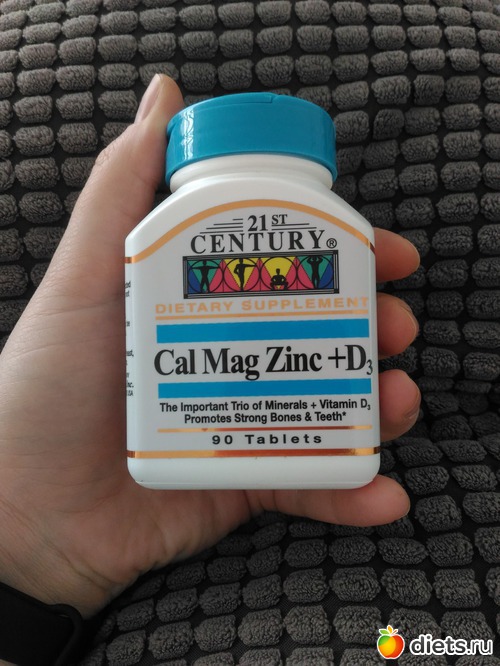 21ST
CENTURY®
DIETARY SUPPLEMENT
Cal Mag Zinc +D3
The Important Trio of Minerals + Vitamin D3
Promotes Strong Bones & Teeth*
90 Tablets
diets.ru